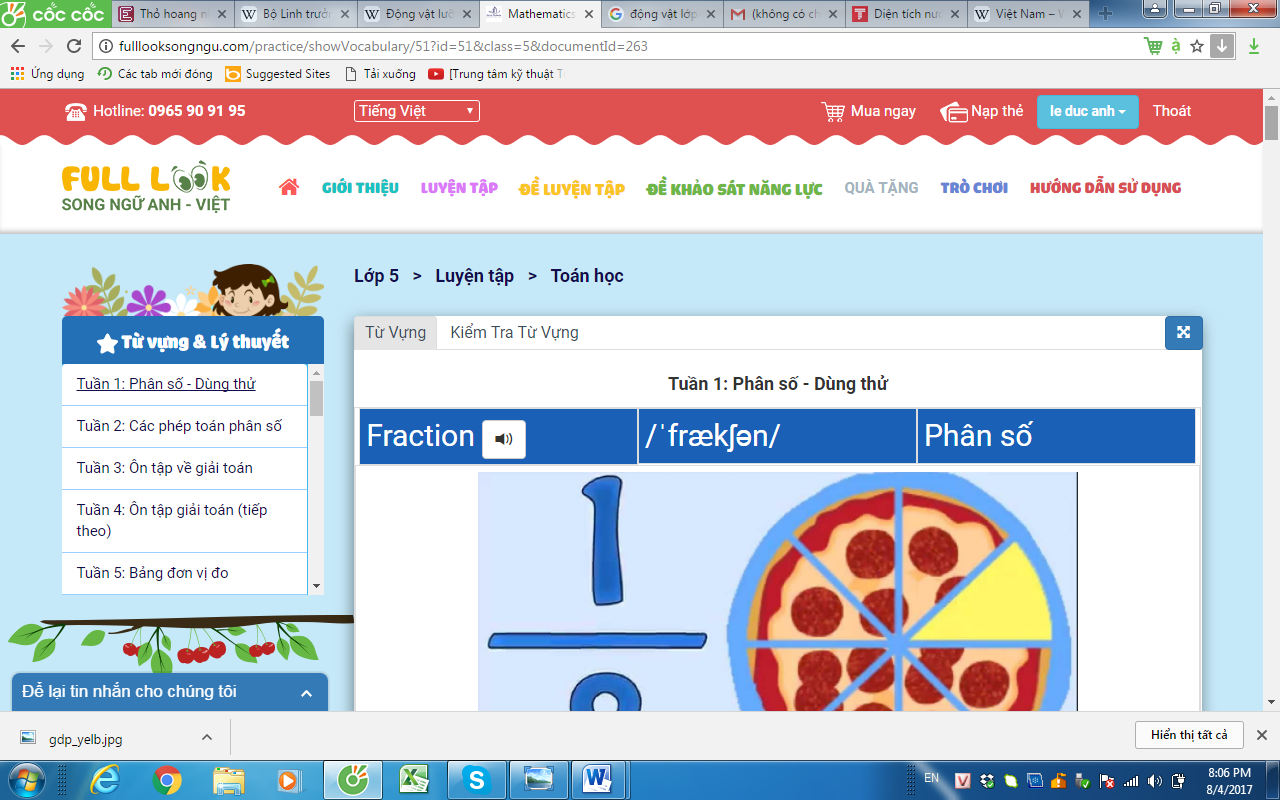 cốc cốc
Thỏ hoang n
Bộ Linh trưở
Động vật lưỡ
Mathematics
động vật lớp
(không có ch
Diện tích nư
Việt Nam – W
fulllooksongngu.com/practice/showVocabulary/51?id=51&class=5&documentId=263
Ứng dụng
Các tab mới đóng
Suggested Sites
Tải xuống
[Trung tâm kỹ thuật T
Hotline: 0965 90 91 95
Tiếng Việt
Mua ngay
Nạp thẻ
le duc anh
Thoát
FULL LOOK
SONG NGỮ ANH - VIỆT
GIỚI THIỆU
LUYỆN TẬP
ĐỀ LUYỆN TẬP
ĐỀ KHẢO SÁT NĂNG LỰC
QUÀ TẶNG
TRÒ CHƠI
HƯỚNG DẪN SỬ DỤNG
Lớp 5 > Luyện tập > Toán học
Từ vựng & Lý thuyết
Tuần 1: Phân số - Dùng thử
Tuần 2: Các phép toán phân số
Tuần 3: Ôn tập về giải toán
Tuần 4: Ôn tập giải toán (tiếp
theo)
Tuần 5: Bảng đơn vị đo
Từ Vựng
Kiểm Tra Từ Vựng
Tuần 1: Phân số - Dùng thử
Fraction
/ˈfrækʃən/
Phân số
1
Để lại tin nhắn cho chúng tôi
gdp_yelb.jpg
Hiển thị tất cả
EN
8:06 PM
8/4/2017